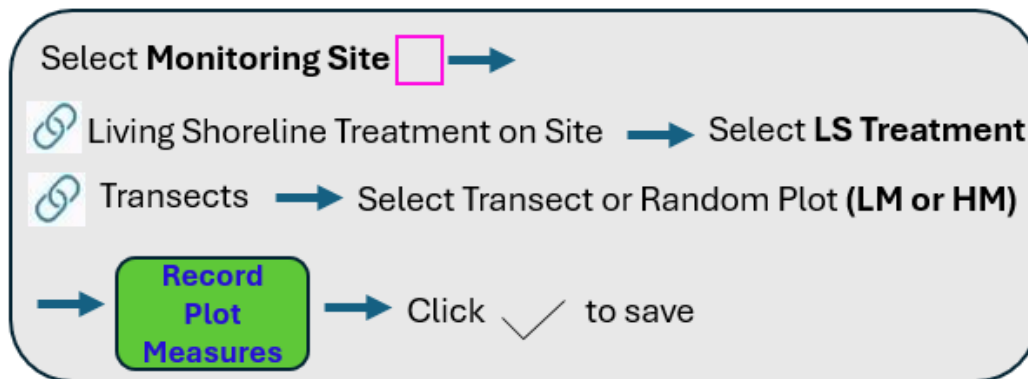 Select Monitoring Site
Living Shoreline Treatment on Site Select LS Treatment
Transects Select Transect or Random Plot (LM or HM)
Record
Plot
Measures
Click to save